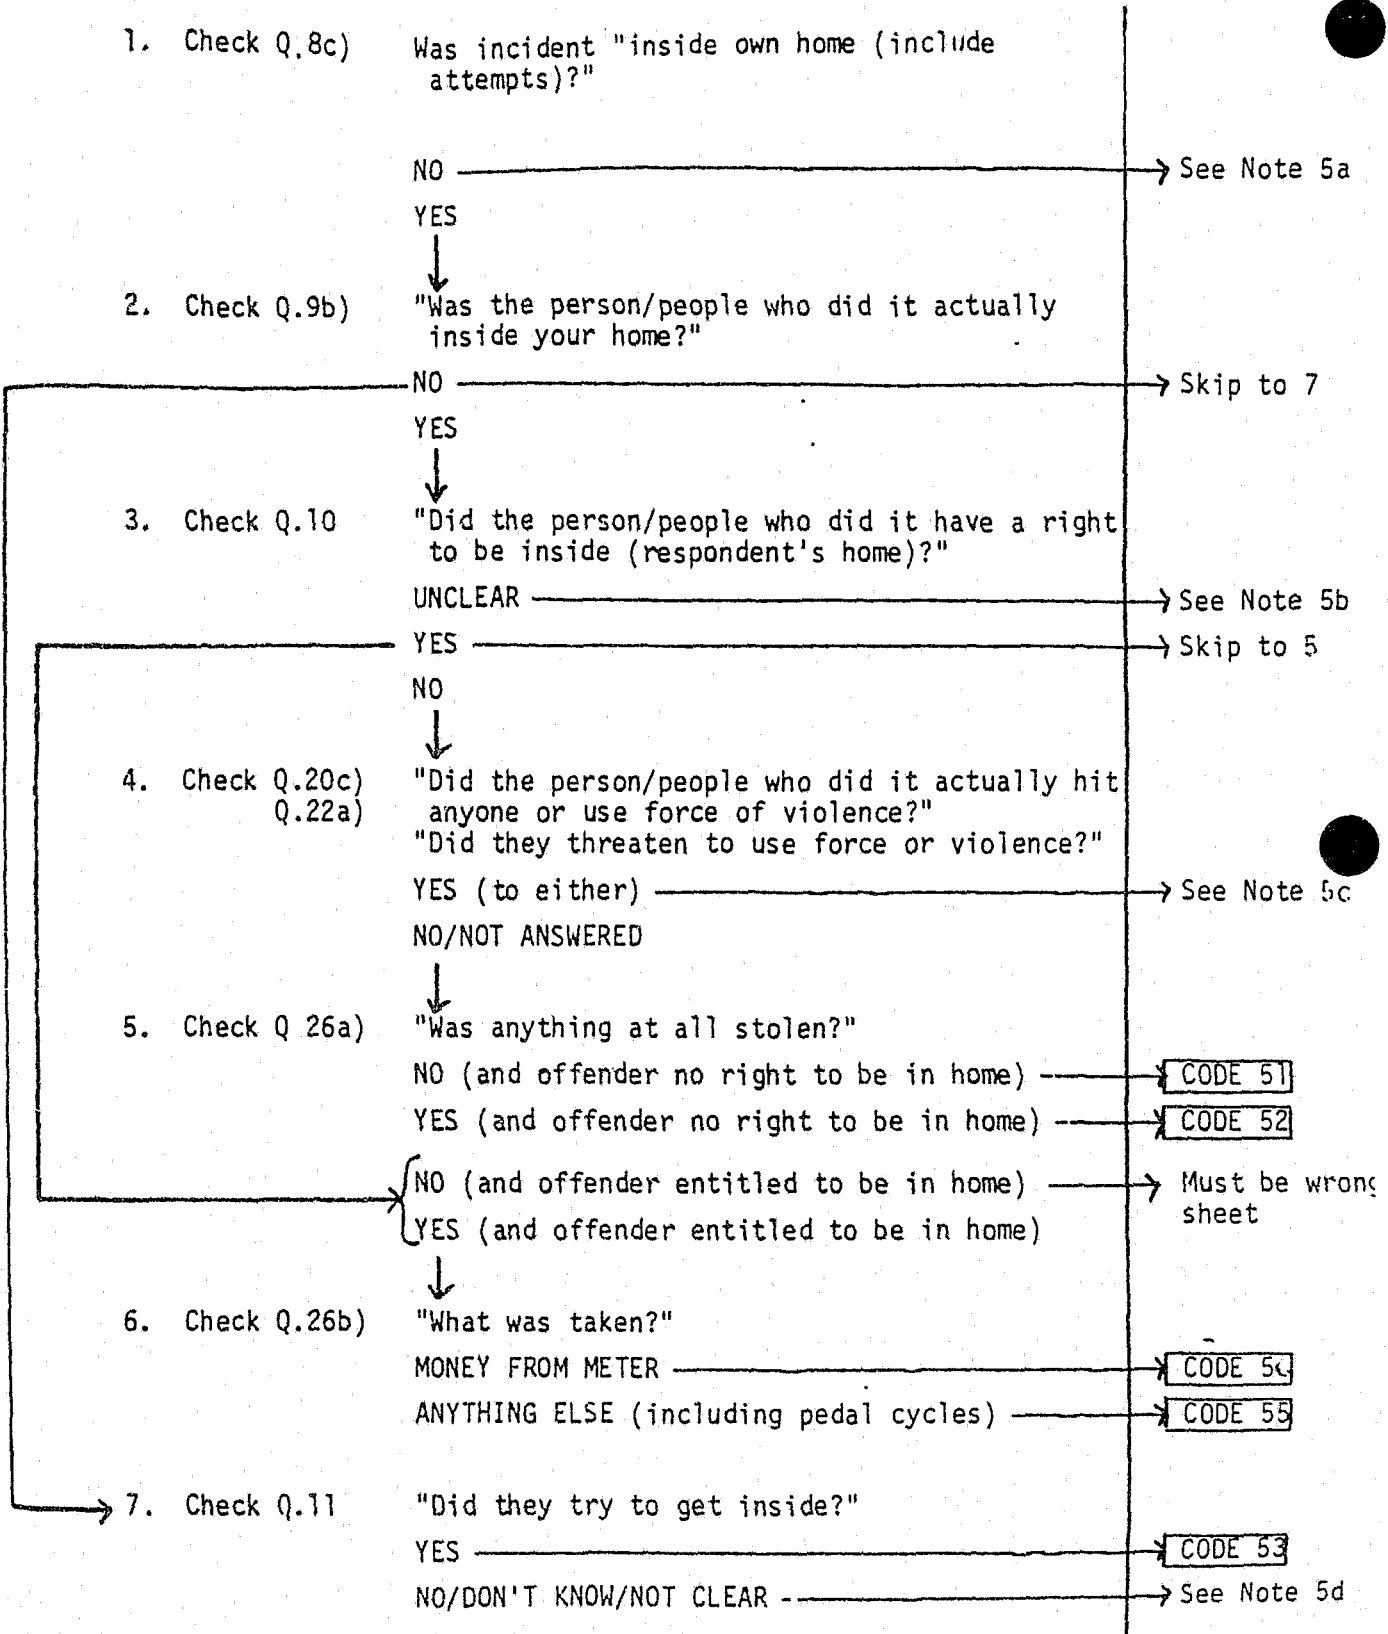 1. Check Q.8c) Was incident "inside own home (include
attempts)?"
NO See Note 5a
YES
2. Check Q.9b) "Was the person/people who did it actually
inside your home?"
NO Skip to 7
YES
3. Check Q.10 "Did the person/people who did it have a right
to be inside (respondent's home)?"
UNCLEAR See Note 5b
YES Skip to 5
NO
4. Check Q.20c) "Did the person/people who did it actually hit
Q.22a) anyone or use force of violence?"
"Did they threaten to use force or violence?"
YES (to either) See Note 5c
NO/NOT ANSWERED
5. Check Q 26a) "Was anything at all stolen?"
NO (and offender no right to be in home) CODE 51
YES (and offender no right to be in home) CODE 52
NO (and offender entitled to be in home) Must be wrong
sheet
YES (and offender entitled to be in home)
6. Check Q.26b) "What was taken?"
MONEY FROM METER CODE
ANYTHING ELSE (including pedal cycles) CODE 55
7. Check Q.11 "Did they try to get inside?"
YES CODE 53
NO/DON'T KNOW/NOT CLEAR See Note 5d